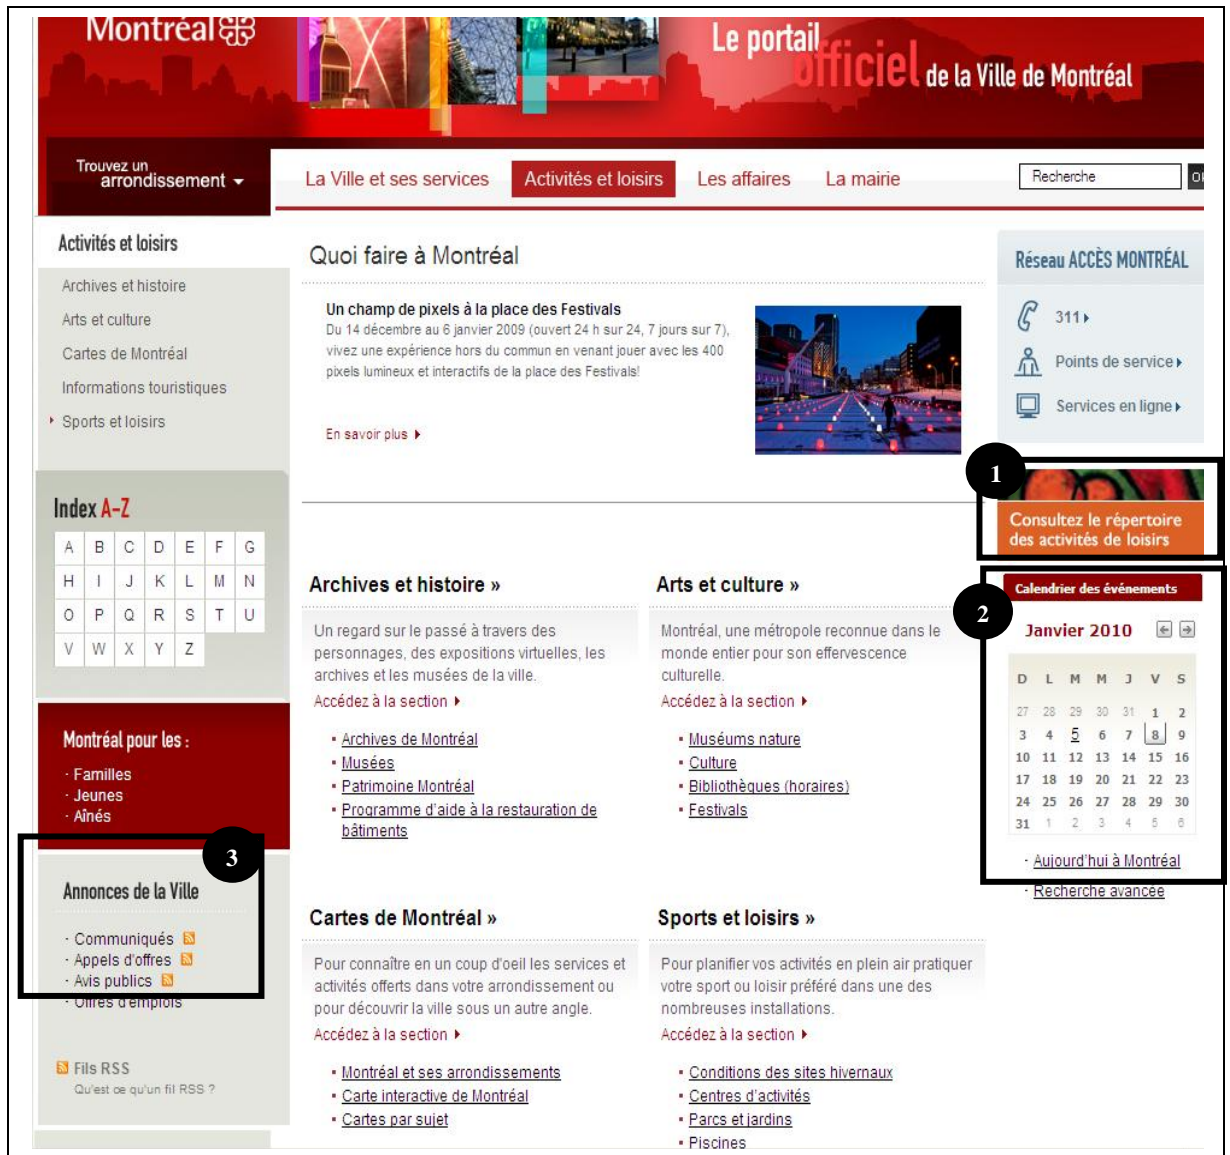 Montréal
Le portail
officiel de la Ville de Montréal
Trouvez un
arrondissement
La Ville et ses services
Activités et loisirs
Les affaires
La mairie
Recherche
Activités et loisirs
Archives et histoire
Arts et culture
Cartes de Montréal
Informations touristiques
Sports et loisirs
Index A-Z
A B C D E F G
H I J K L M N
O P Q R S T U
V W X Y Z
Montréal pour les :
· Familles
· Jeunes
· Aînés
3
Annonces de la Ville
· Communiqués
· Appels d'offres
· Avis publics
· Offres d'emplois
Fils RSS
Qu'est ce qu'un fil RSS ?
Quoi faire à Montréal
Un champ de pixels à la place des Festivals
Du 14 décembre au 6 janvier 2009 (ouvert 24 h sur 24, 7 jours sur 7),
vivez une expérience hors du commun en venant jouer avec les 400
pixels lumineux et interactifs de la place des Festivals!
En savoir plus
Archives et histoire »
Un regard sur le passé à travers des
personnages, des expositions virtuelles, les
archives et les musées de la ville.
Accédez à la section
Archives de Montréal
Musées
Patrimoine Montréal
Programme d'aide à la restauration de
bâtiments
Arts et culture »
Montréal, une métropole reconnue dans le
monde entier pour son effervescence
culturelle.
Accédez à la section
Muséums nature
Culture
Bibliothèques (horaires)
Festivals
Cartes de Montréal »
Pour connaître en un coup d'oeil les services et
activités offerts dans votre arrondissement ou
pour découvrir la ville sous un autre angle.
Accédez à la section
Montréal et ses arrondissements
Carte interactive de Montréal
Cartes par sujet
Sports et loisirs »
Pour planifier vos activités en plein air pratiquer
votre sport ou loisir préféré dans une des
nombreuses installations.
Accédez à la section
Conditions des sites hivernaux
Centres d'activités
Parcs et jardins
Piscines
Réseau ACCÈS MONTRÉAL
311
Points de service
Services en ligne
1
Consultez le répertoire
des activités de loisirs
2
Calendrier des événements
Janvier 2010
D L M M J V S
27 28 29 30 31 1 2
3 4 5 6 7 8 9
10 11 12 13 14 15 16
17 18 19 20 21 22 23
24 25 26 27 28 29 30
31 1 2 3 4 5 6
· Aujourd'hui à Montréal
· Recherche avancée